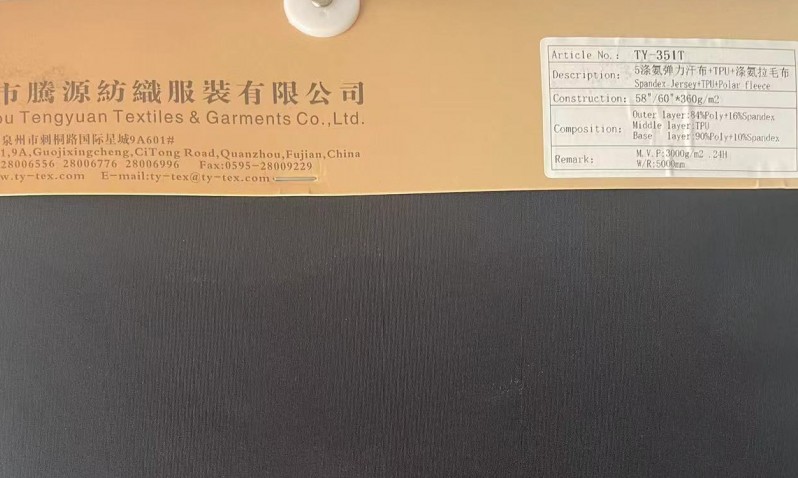 市騰源紡織服裝有限公司
ou Tengyuan Textiles & Garments Co.,Ltd.
泉州市刺桐路国际星城9A601#
1,9A,Guojixingcheng,CiTong Road,Quanzhou,Fujian,China
28006556 28006776 28006996 Fax:0595-28009229
w.ty-tex.com E-mail:ty-tex@ty-tex.com
Article No.: TY-351T
Description: 5涤氨弹力汗布+TPU+涤氨拉毛布
Spandex Jersey+TPU+Polar fleece
Construction: 58"/60"*360g/m2
Composition: Outer layer:84%Poly+16%Spandex
Middle layer:TPU
Base layer:90%Poly+10%Spandex
Remark: M.V.P:3000g/m2 .24H
W/R:5000mm